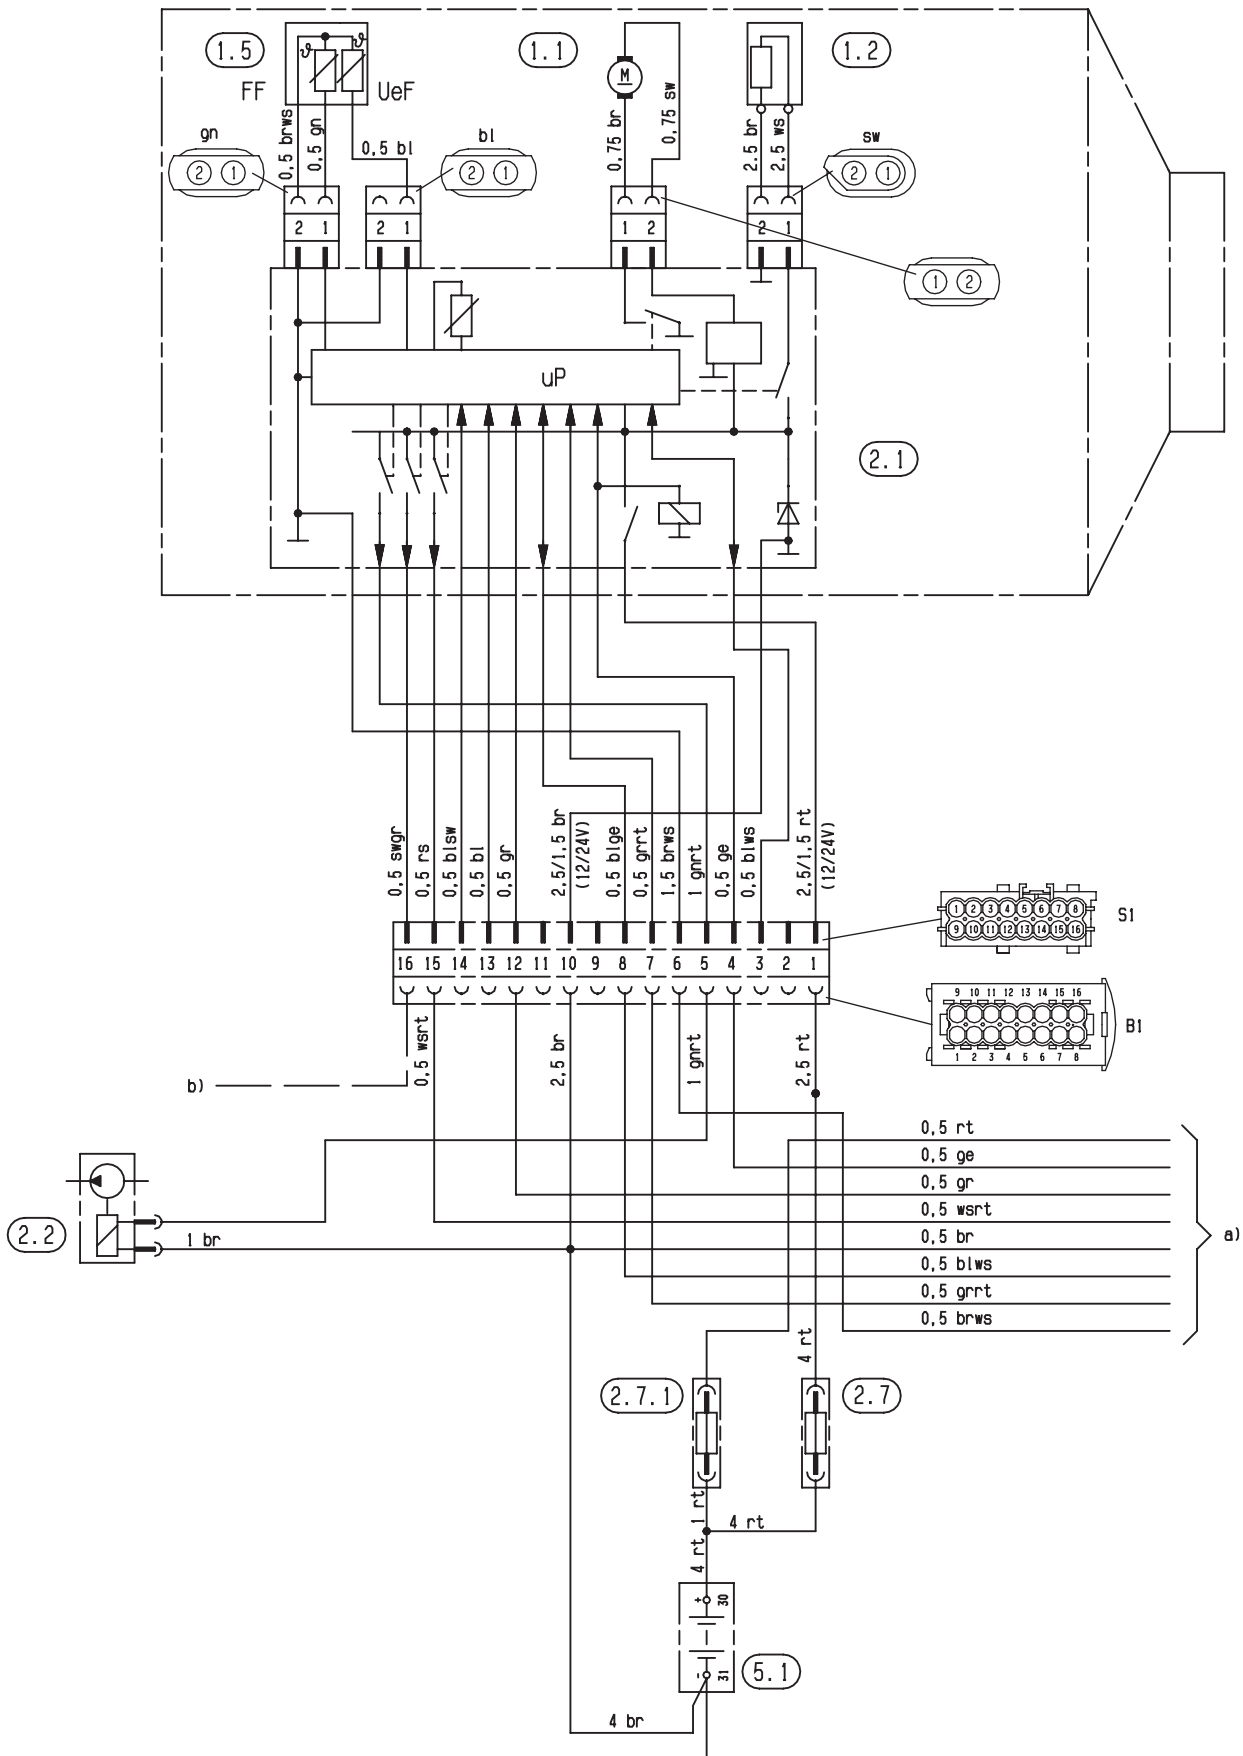 1.5
FF
UeF
1.1
M
1.2
0,5 brws
0,5 gn
0,5 bl
0,75 br
0,75 sw
2.5 br
2,5 ws
gn
2 1
bl
2 1
sw
2 1
1 2
2 1
2 1
1 2
2 1
uP
2.1
0,5 swgr
0,5 rs
0,5 blsw
0,5 bl
0,5 gr
2.5/1,5 br
(12/24V)
0,5 blge
0,5 grrt
1,5 brws
1 gnrt
0,5 ge
0,5 blws
2,5/1,5 rt
(12/24V)
16 15 14 13 12 11 10 9 8 7 6 5 4 3 2 1
1 2 3 4 5 6 7 8
9 10 11 12 13 14 15 16
S1
9 10 11 12 13 14 15 16
1 2 3 4 5 6 7 8
B1
0,5 wsrt
2,5 br
1 gnrt
2,5 rt
b)
0,5 rt
0,5 ge
0,5 gr
0,5 wsrt
0,5 br
0,5 blws
0,5 grrt
0,5 brws
a)
2.2
1 br
4 rt
2.7.1
2.7
1 rt
4 rt
4 rt
+ 30
- 31
5.1
4 br